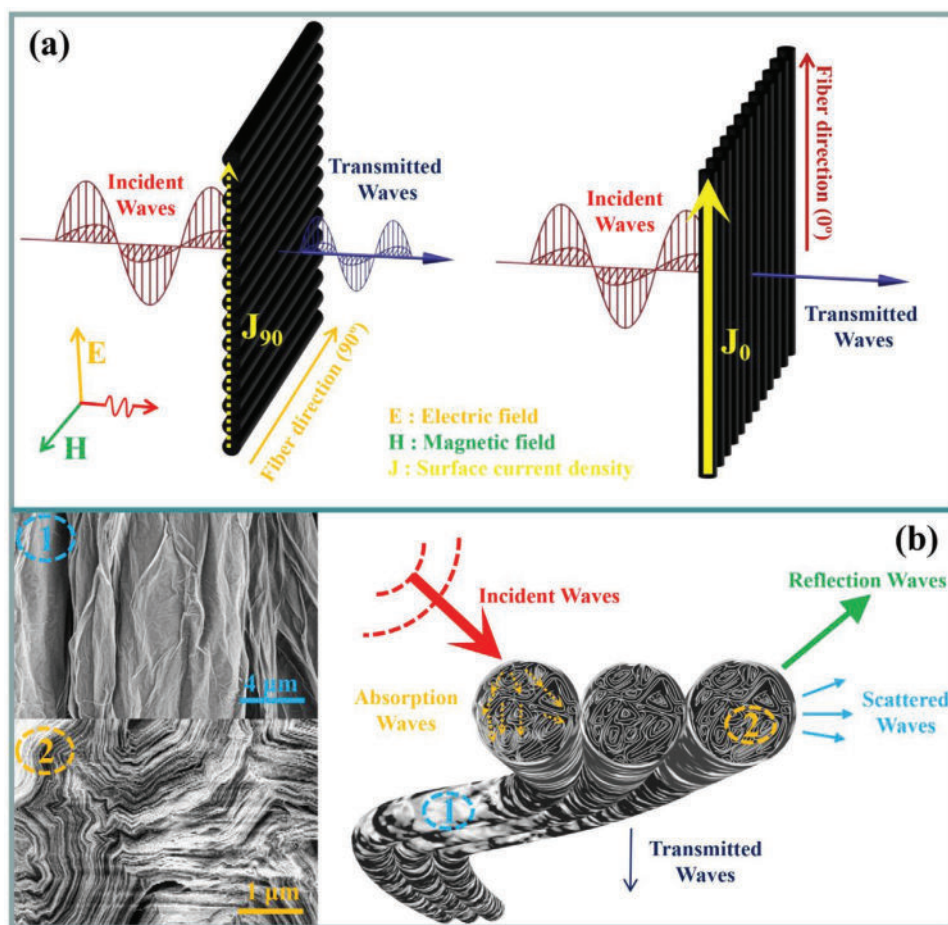 (a)
Incident
Waves
Transmitted
Waves
J90
E
H
Fiber direction (90º)
Incident
Waves
Fiber direction (0º)
J0
Transmitted
Waves
E : Electric field
H : Magnetic field
J : Surface current density
1
4 μm
2
1 μm
(b)
Incident Waves
Reflection Waves
Absorption
Waves
Scattered
Waves
2
1
Transmitted
Waves